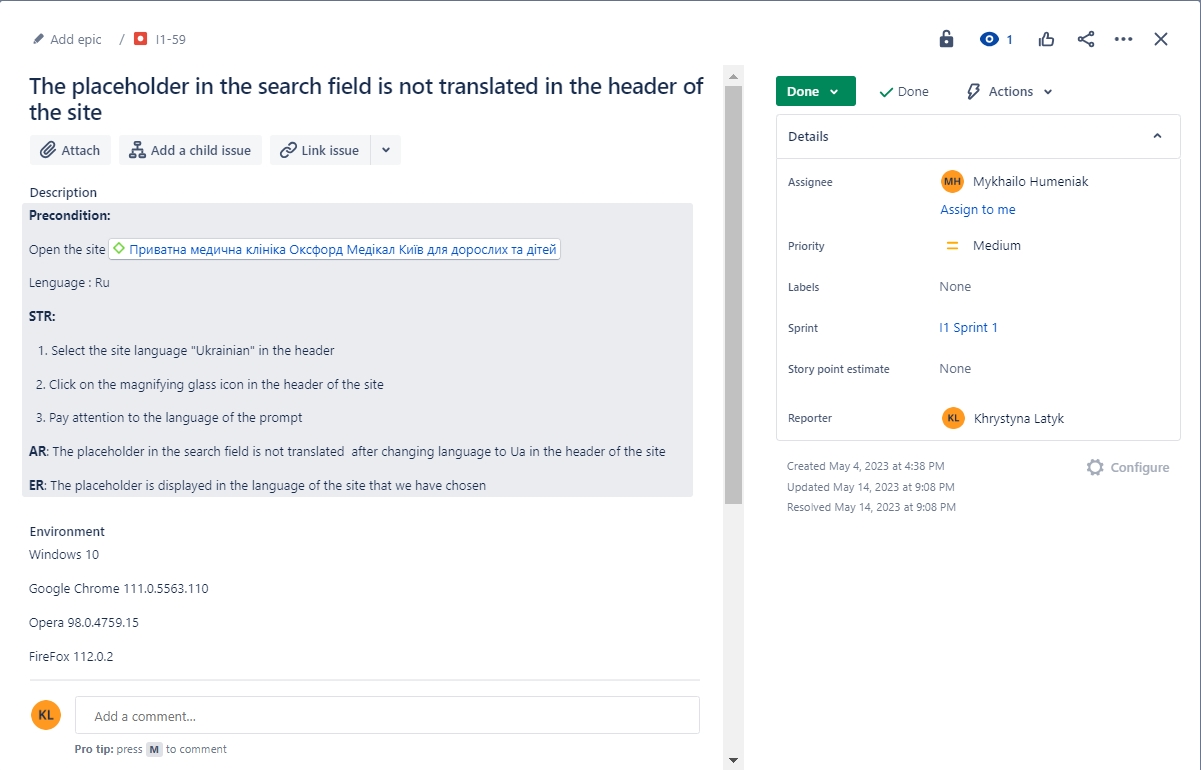 Add epic / I1-59
1
The placeholder in the search field is not translated in the header of
the site
Attach
Add a child issue
Link issue
Description
Precondition:
Open the site Приватна медична клініка Оксфорд Медікал Київ для дорослих та дітей
Lenguage : Ru
STR:
1. Select the site language "Ukrainian" in the header
2. Click on the magnifying glass icon in the header of the site
3. Pay attention to the language of the prompt
AR: The placeholder in the search field is not translated  after changing language to Ua in the header of the site
ER: The placeholder is displayed in the language of the site that we have chosen
Environment
Windows 10
Google Chrome 111.0.5563.110
Opera 98.0.4759.15
FireFox 112.0.2
KL
Add a comment...
Pro tip: press M to comment
Done
Done
Actions
Details
Assignee
MH Mykhailo Humeniak
Assign to me
Priority
Medium
Labels
None
Sprint
I1 Sprint 1
Story point estimate
None
Reporter
KL Khrystyna Latyk
Created May 4, 2023 at 4:38 PM
Configure
Updated May 14, 2023 at 9:08 PM
Resolved May 14, 2023 at 9:08 PM